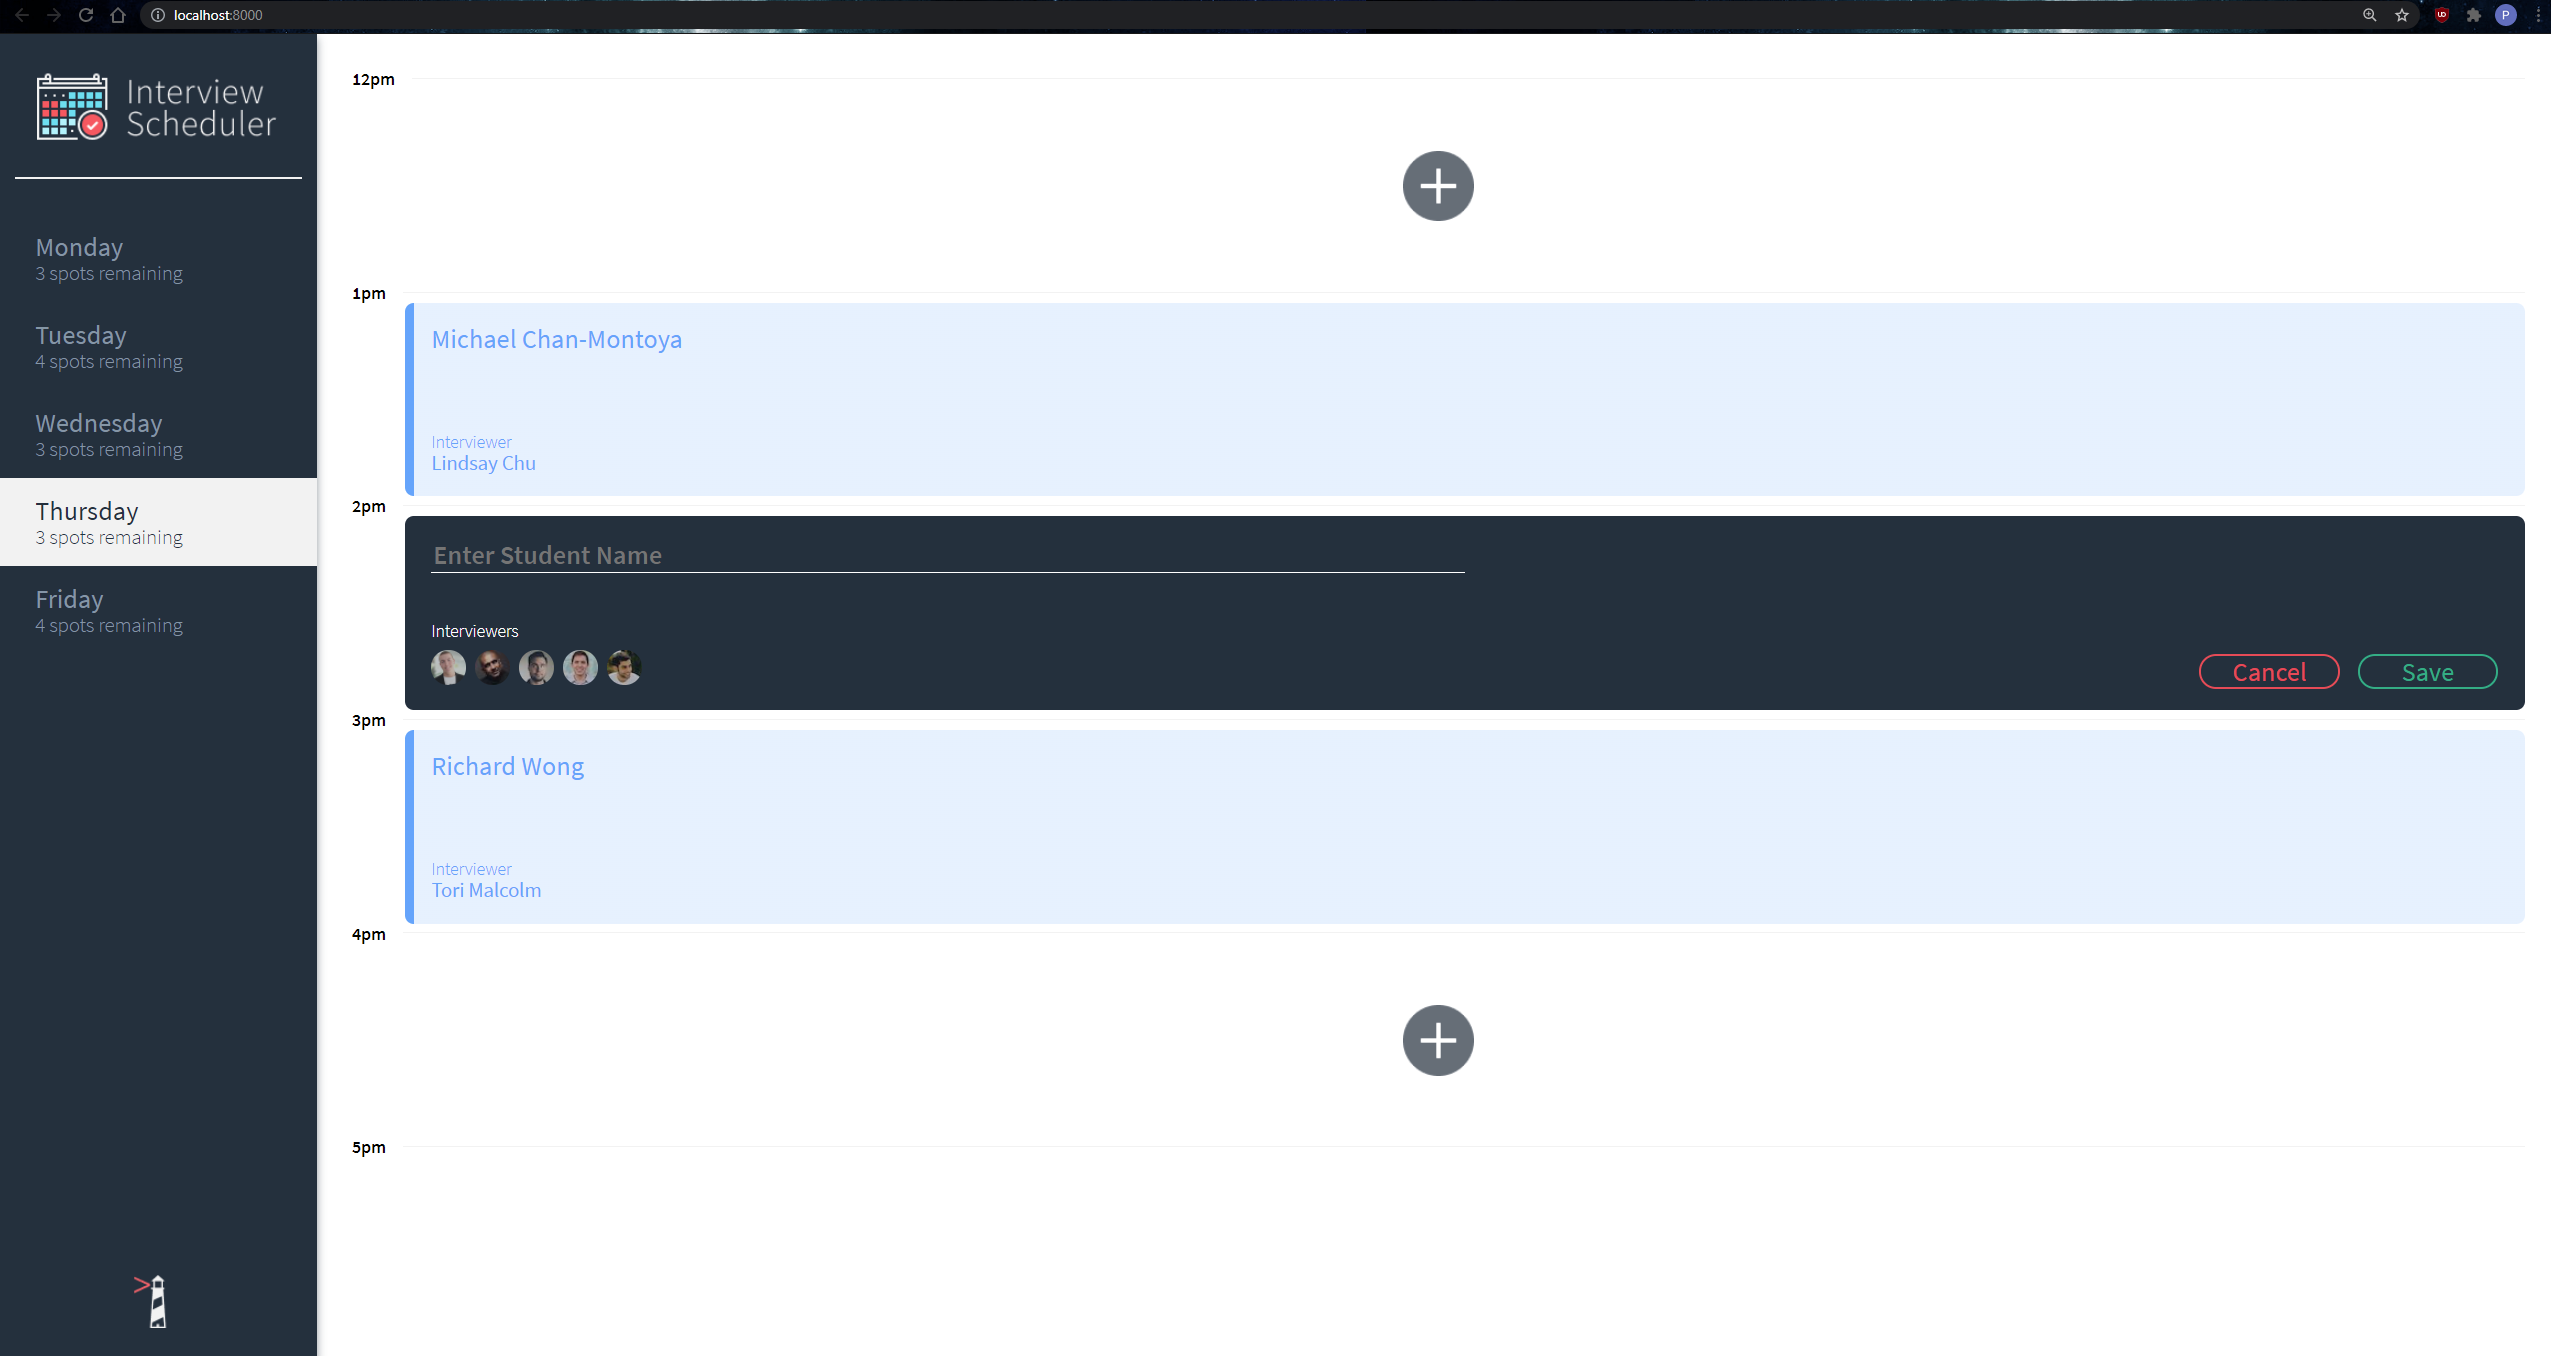 localhost:8000
P
Interview
Scheduler
Monday
3 spots remaining
Tuesday
4 spots remaining
Wednesday
3 spots remaining
Thursday
3 spots remaining
Friday
4 spots remaining
12pm
1pm
Michael Chan-Montoya
Interviewer
Lindsay Chu
2pm
Enter Student Name
Interviewers
Cancel
Save
3pm
Richard Wong
Interviewer
Tori Malcolm
4pm
5pm